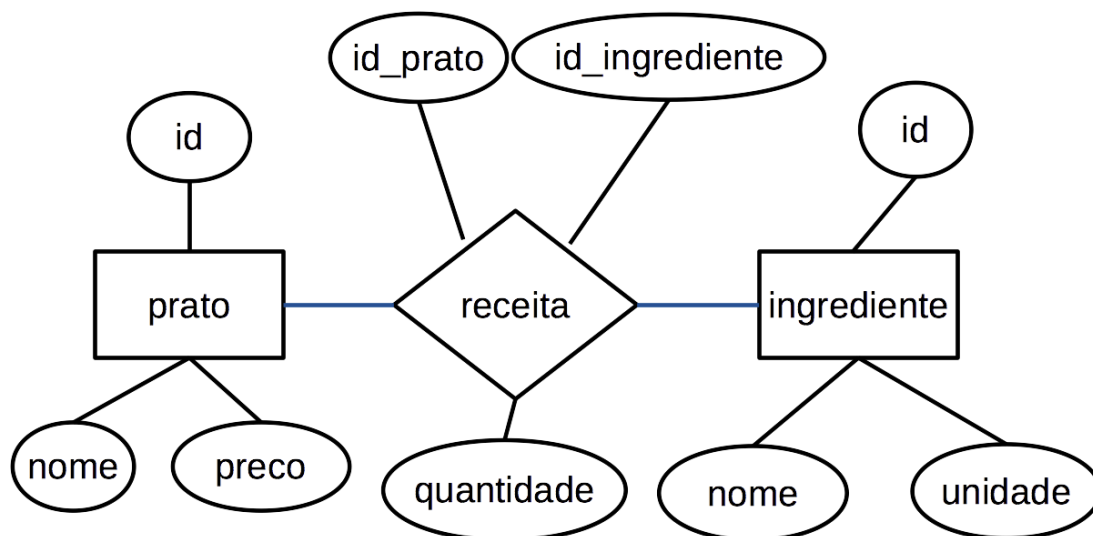 id_prato
id_ingrediente
id
id
prato
receita
ingrediente
nome
preco
quantidade
nome
unidade